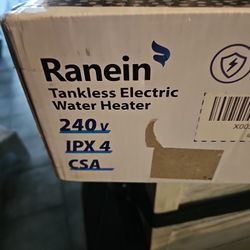 Ranein
Tankless Electric
Water Heater
240 v
IPX 4
CSA